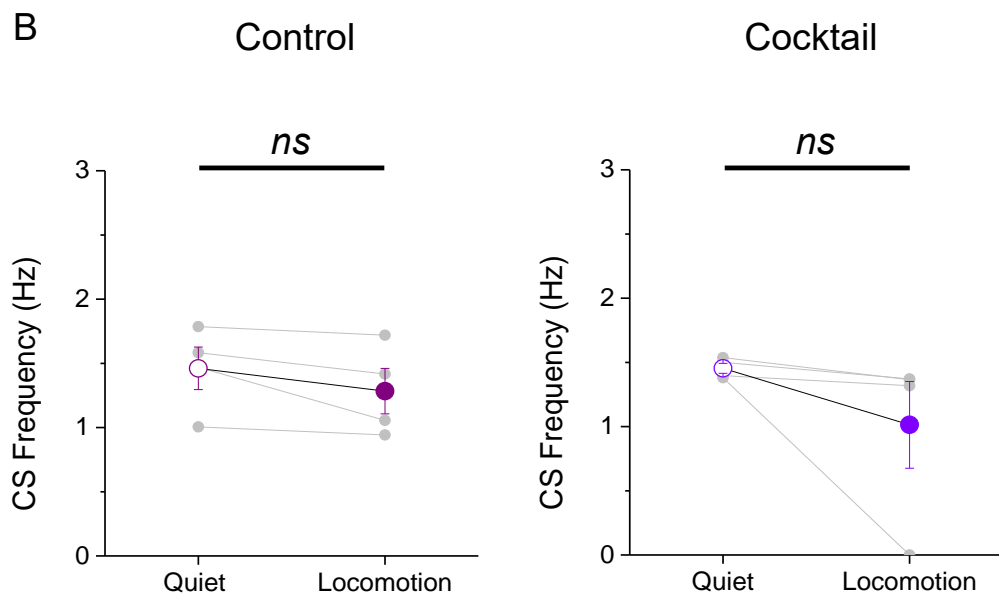 B
Control
Cocktail
ns
ns
3
2
1
0
CS Frequency (Hz)
Quiet
Locomotion
3
2
1
0
CS Frequency (Hz)
Quiet
Locomotion